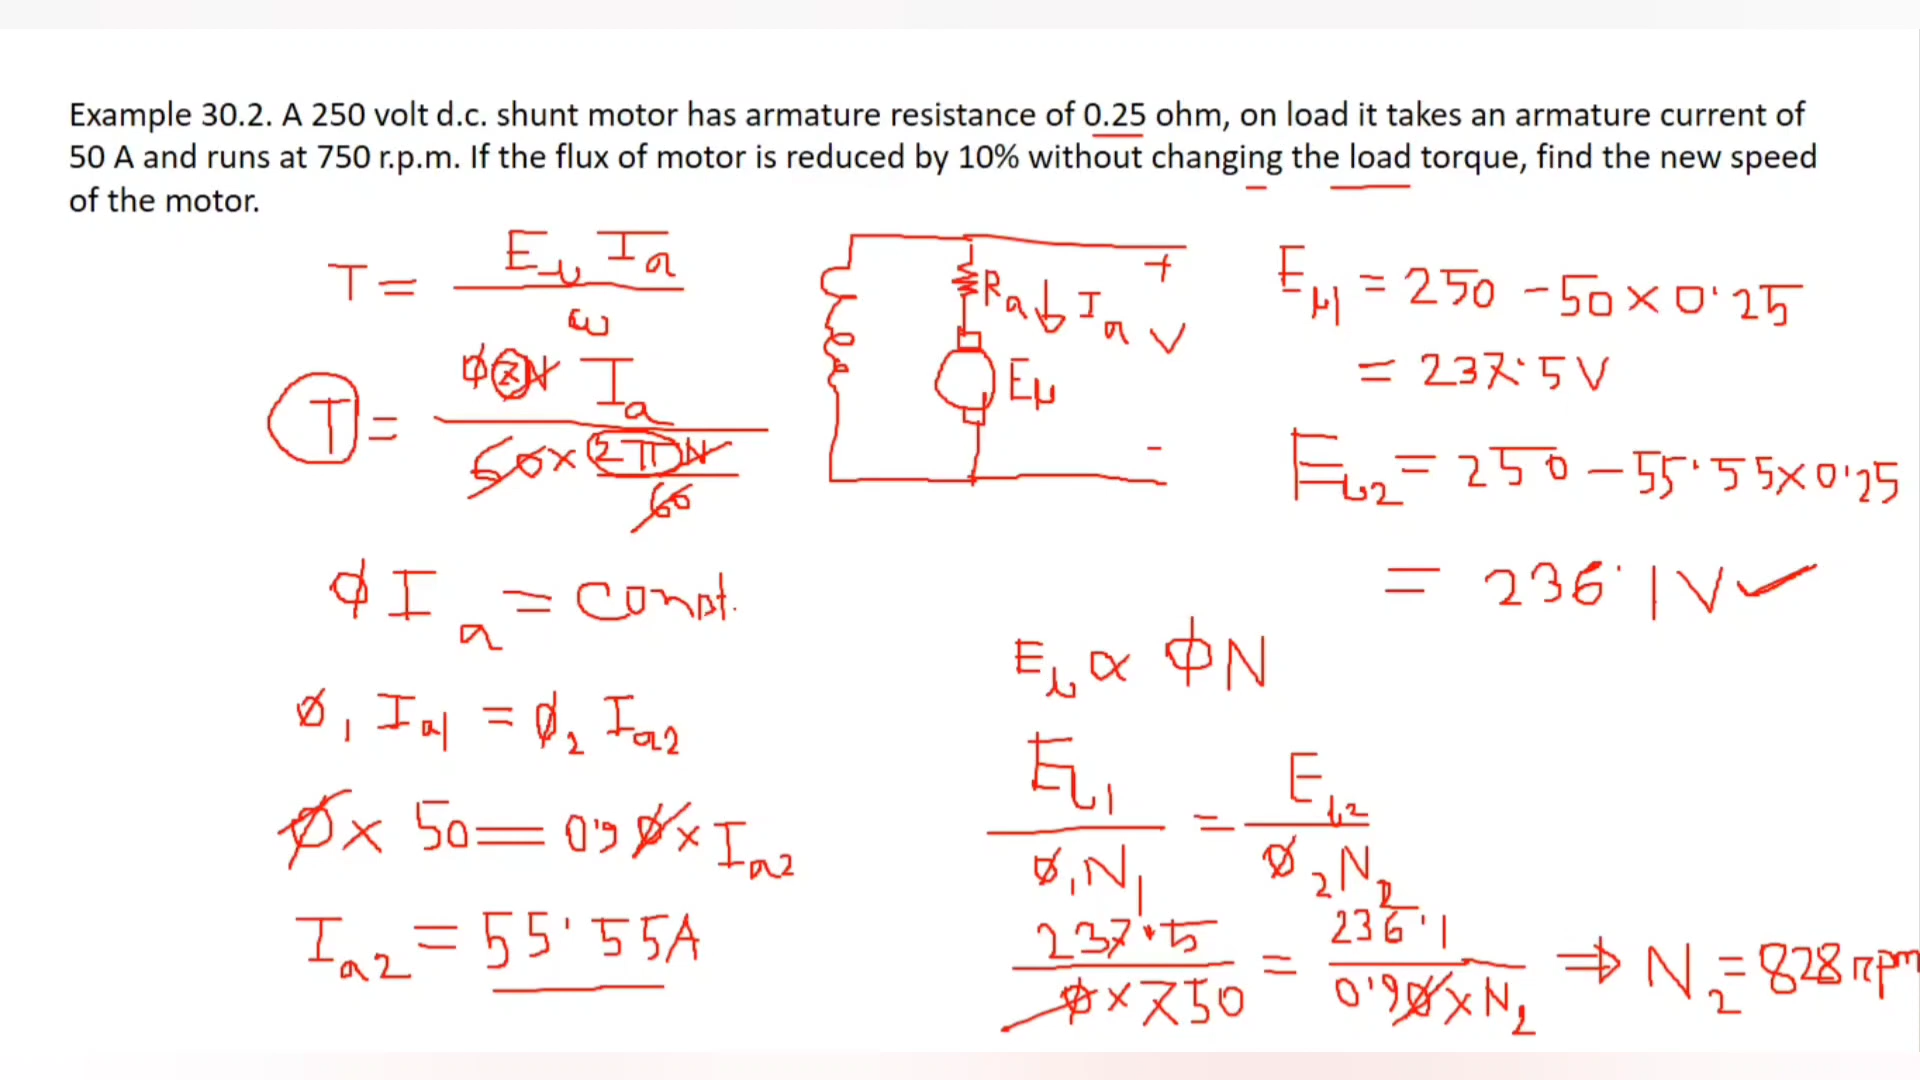 Example 30.2. A 250 volt d.c. shunt motor has armature resistance of 0.25 ohm, on load it takes an armature current of
50 A and runs at 750 r.p.m. If the flux of motor is reduced by 10% without changing the load torque, find the new speed
of the motor.
T = Eb Ia / ω
T = ϕZN Ia / 60 × 2πN / 60
ϕ Ia = const.
ϕ1 Ia1 = ϕ2 Ia2
ϕ × 50 = 0.9 ϕ × Ia2
Ia2 = 55.55A
Ra ↓ Ia
+
V
Eb
-
Eb1 = 250 - 50 × 0.25
= 237.5 V
Eb2 = 250 - 55.55 × 0.25
= 236.1 V ✓
Eb ∝ ϕN
Eb1 / ϕ1N1 = Eb2 / ϕ2N2
237.5 / ϕ × 750 = 236.1 / 0.9ϕ × N2 ⇒ N2 = 828 rpm